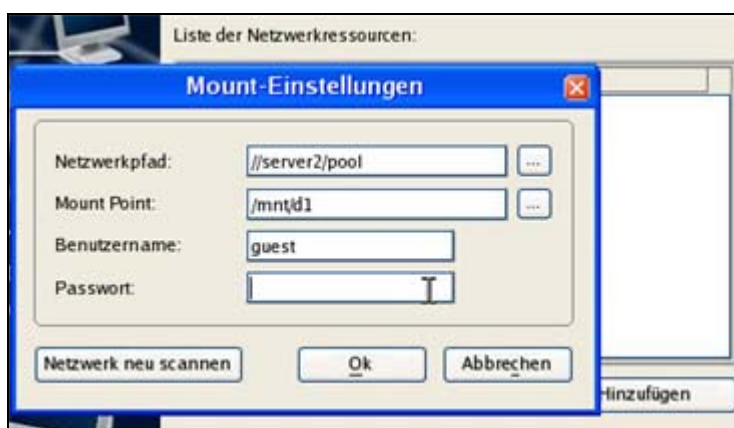 Liste der Netzwerkressourcen:
Mount-Einstellungen
Netzwerkpfad: //server2/pool ...
Mount Point: /mnt/d1 ...
Benutzername: guest
Passwort:
Netzwerk neu scannen Ok Abbrechen
Hinzufügen